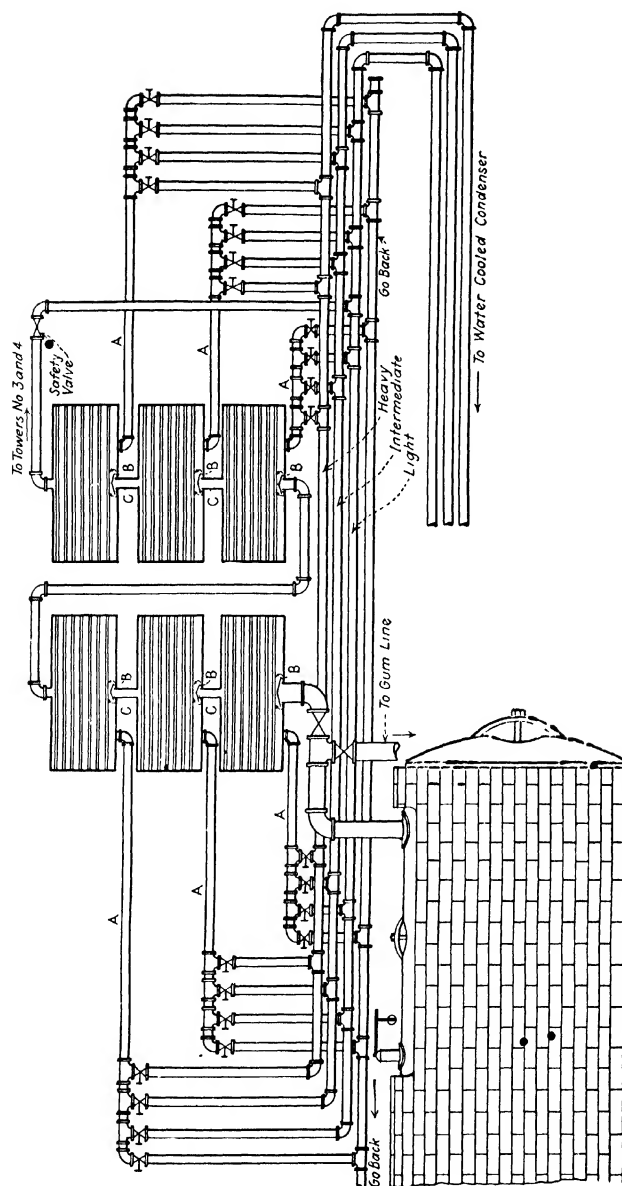 To Towers No 3 and 4
Safety
Valve
A
A
A
B
C
B
C
B
Go Back
Heavy
Intermediate
Light
To Water Cooled Condenser
B
C
B
C
B
A
A
A
To Gum Line
Go Back